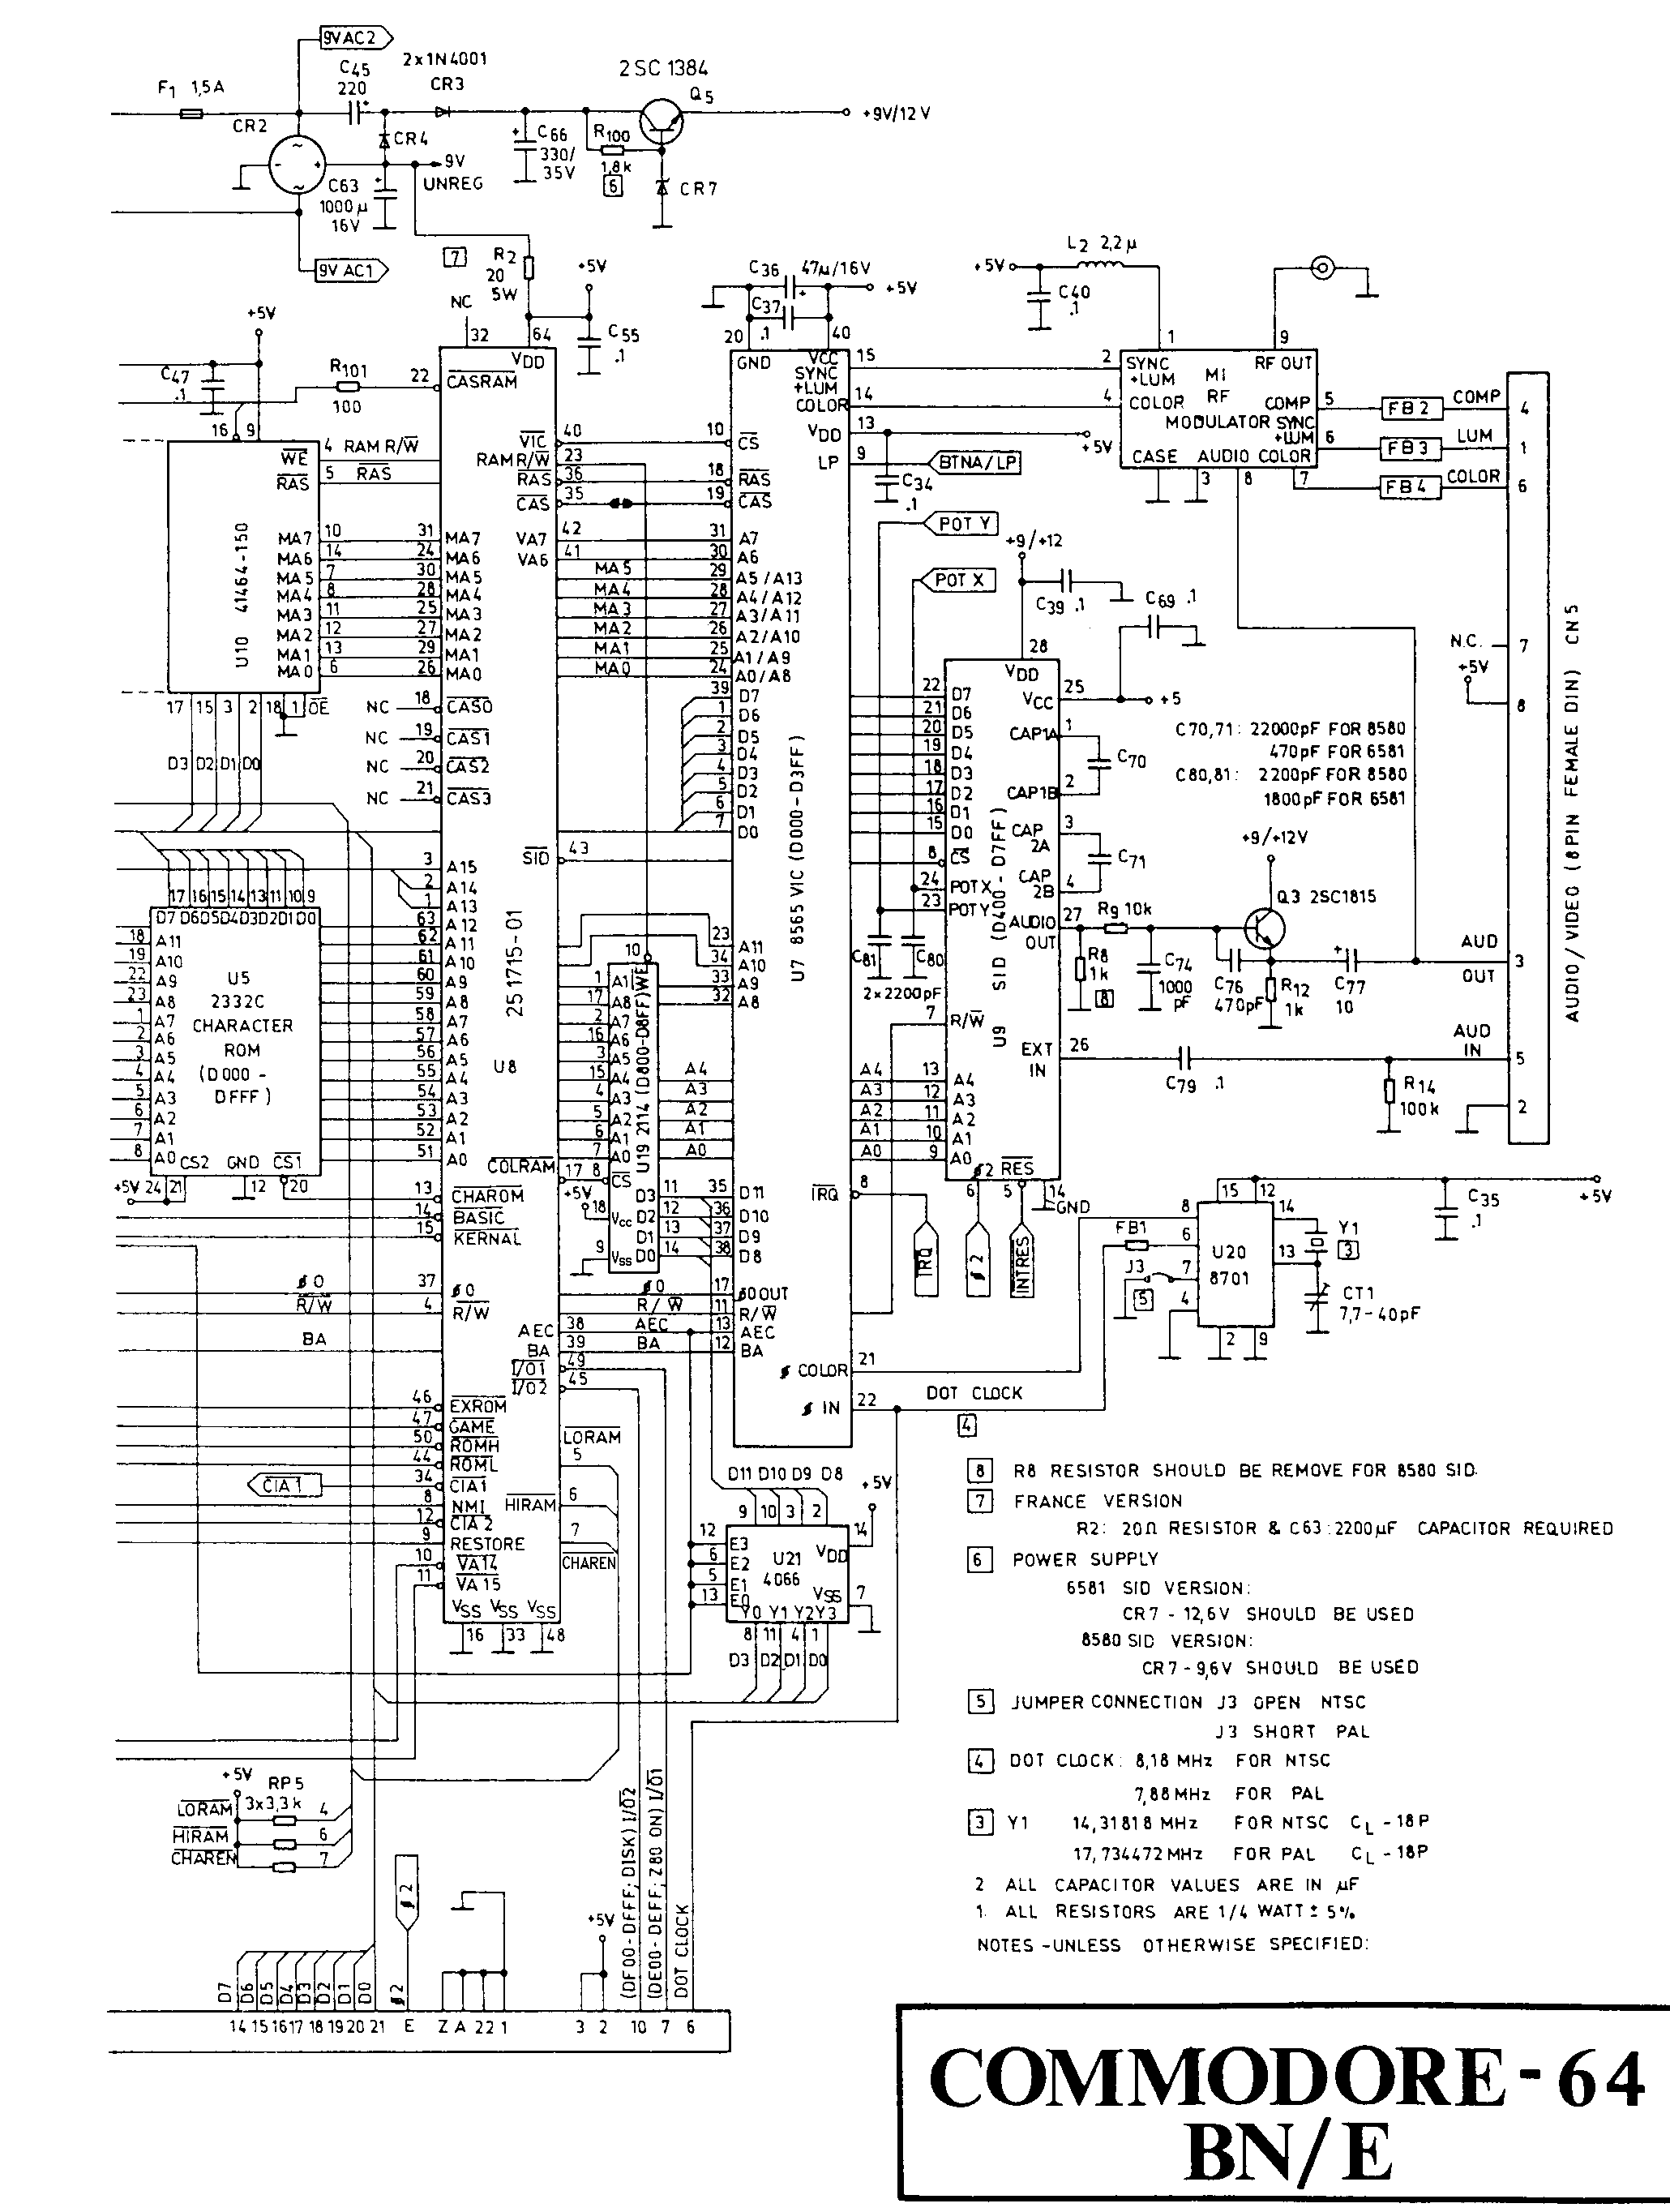 9V AC2
F1 1,5A
C45
220
2x1N4001
CR3
2SC1384
Q5
+9V/12V
CR2
CR4
9V
UNREG
C63
1000µ
16V
C66
330/
35V
R100
1,8k
6
CR7
9V AC1
7
R2
20
5W
+5V
NC
32
64
C55
.1
C36
47µ/16V
+5V
C37
.1
20
40
L2 2,2µ
+5V
C40
.1
1
9
+5V
C47
.1
R101
100
22
CASRAM
VDD
GND
VCC
SYNC
+LUM
COLOR
15
14
2
4
SYNC
+LUM
COLOR
M1
RF
MODULATOR
RF OUT
COMP
SYNC
+LUM
COLOR
CASE
AUDIO
5
6
7
3
8
FB2
FB3
FB4
COMP
LUM
COLOR
4
1
6
16
9
WE
RAS
4 RAM R/W
5 RAS
VIC
RAM R/W
RAS
CAS
40
23
36
35
10
18
19
CS
RAS
CAS
VDD
LP
13
9
+5V
BTNA/LP
C34
.1
POT Y
POT X
U10 41464-150
MA7 10 31 MA7
MA6 14 24 MA6
MA5 7 30 MA5
MA4 8 28 MA4
MA3 11 25 MA3
MA2 12 27 MA2
MA1 13 29 MA1
MA0 6 26 MA0
VA7 42 31 A7
VA6 41 30 A6
MA5 29 A5/A13
MA4 28 A4/A12
MA3 27 A3/A11
MA2 26 A2/A10
MA1 25 A1/A9
MA0 24 A0/A8
39 D7
1 D6
2 D5
3 D4
4 D3
5 D2
6 D1
7 D0
17 15 3 2 18 1 OE
D3 D2 D1 D0
NC 18 CAS0
NC 19 CAS1
NC 20 CAS2
NC 21 CAS3
+9/+12
C39 .1
C69 .1
28
VDD
VCC 25 +5
22 D7
21 D6
20 D5
19 D4
18 D3
17 D2
16 D1
15 D0
8 CS
24 POTX
23 POTY
CAP1A 1
C70
CAP1B 2
CAP
2A 3
C71
CAP
2B 4
AUDIO
OUT 27
C70,71: 22000pF FOR 8580
470pF FOR 6581
C80,81: 2200pF FOR 8580
1800pF FOR 6581
+9/+12V
Q3 2SC1815
R9 10k
R8
1k
8
C74
1000
pF
C76
470pF
R12
1k
C77
10
N.C. 7
+5V
8
AUD
OUT
3
AUD
IN
5
2
R14
100k
AUDIO/VIDEO (8PIN FEMALE DIN) CN5
C81
C80
2x2200pF
7 R/W
U9 SID (D400-D7FF)
EXT
IN
26
C79 .1
U7 8565 VIC (D000-D3FF)
SID 43
3 A15
2 A14
1 A13
63 A12
62 A11
61 A10
60 A9
59 A8
58 A7
57 A6
56 A5
55 A4
54 A3
53 A2
52 A1
51 A0
251715-01
U8
17 16 15 14 13 11 10 9
D7 D6 D5 D4 D3 D2 D1 D0
18 A11
19 A10
22 A9
23 A8
1 A7
2 A6
3 A5
4 A4
5 A3
6 A2
7 A1
8 A0
U5
2332C
CHARACTER
ROM
(D000-
DFFF)
CS2 GND CS1
+5V 24 21 12 20
13 CHAROM
14 BASIC
15 KERNAL
10
WE
1 A1
17 A8
2 A7
16 A6
3 A5
15 A4
4
5 A2
6 A1
7 A0
U19 2114 (D800-D8FF)
COLRAM 17 8 CS
+5V
18 Vcc
9 Vss
D3 11 35 D11
D2 12 36 D10
D1 13 37 D9
D0 14 38 D8
23 A11
34 A10
33 A9
32 A8
A4
A3
A2
A1
A0
A4 13 A4
A3 12 A3
A2 11 A2
A1 10 A1
A0 9 A0
IRQ 8
ø2 RES
6 5 14
GND
IRQ
ø2
INTRES
ø0 37 ø0
R/W 4 R/W
BA
ø0 17 ø0OUT
R/W 11 R/W
AEC 38 AEC 13 AEC
BA 39 BA 12 BA
I/O1 49
I/O2 45
15 12
14
13
Y1
3
C35
.1
+5V
8
6
7
4
2 9
FB1
J3
5
U20
8701
CT1
7,7-40pF
ø COLOR 21
ø IN 22
DOT CLOCK
4
46 EXROM
47 GAME
50 ROMH
44 ROML
CIA1 34 CIA1
8 NMI
12 CIA2
9 RESTORE
10 VA14
11 VA15
LORAM
5
HIRAM 6
7
CHAREN
VSS VSS VSS
16 33 48
D11 D10 D9 D8
9 10 3 2
+5V
14
VDD
12 E3
6 E2
5 E1
13 E0
U21
4066
VSS 7
Y0 Y1 Y2 Y3
8 11 4 1
D3 D2 D1 D0
8 R8 RESISTOR SHOULD BE REMOVE FOR 8580 SID.
7 FRANCE VERSION
R2: 20Ω RESISTOR & C63:2200µF CAPACITOR REQUIRED
6 POWER SUPPLY
6581 SID VERSION:
CR7-12,6V SHOULD BE USED
8580 SID VERSION:
CR7-9,6V SHOULD BE USED
5 JUMPER CONNECTION J3 OPEN NTSC
J3 SHORT PAL
4 DOT CLOCK: 8,18 MHz FOR NTSC
7,88MHz FOR PAL
3 Y1 14,31818 MHz FOR NTSC CL-18P
17,734472MHz FOR PAL CL-18P
2 ALL CAPACITOR VALUES ARE IN µF
1. ALL RESISTORS ARE 1/4 WATT ± 5%
NOTES-UNLESS OTHERWISE SPECIFIED:
+5V
RP5
3x3,3k
LORAM 4
HIRAM 6
CHAREN 7
ø2
+5V
(DF00-DFFF; DISK) I/O2
(DE00-DEFF; Z80 ON) I/O1
DOT CLOCK
D7 D6 D5 D4 D3 D2 D1 D0 ø2
14 15 16 17 18 19 20 21 E Z A 22 1 3 2 10 7 6
COMMODORE-64
BN/E